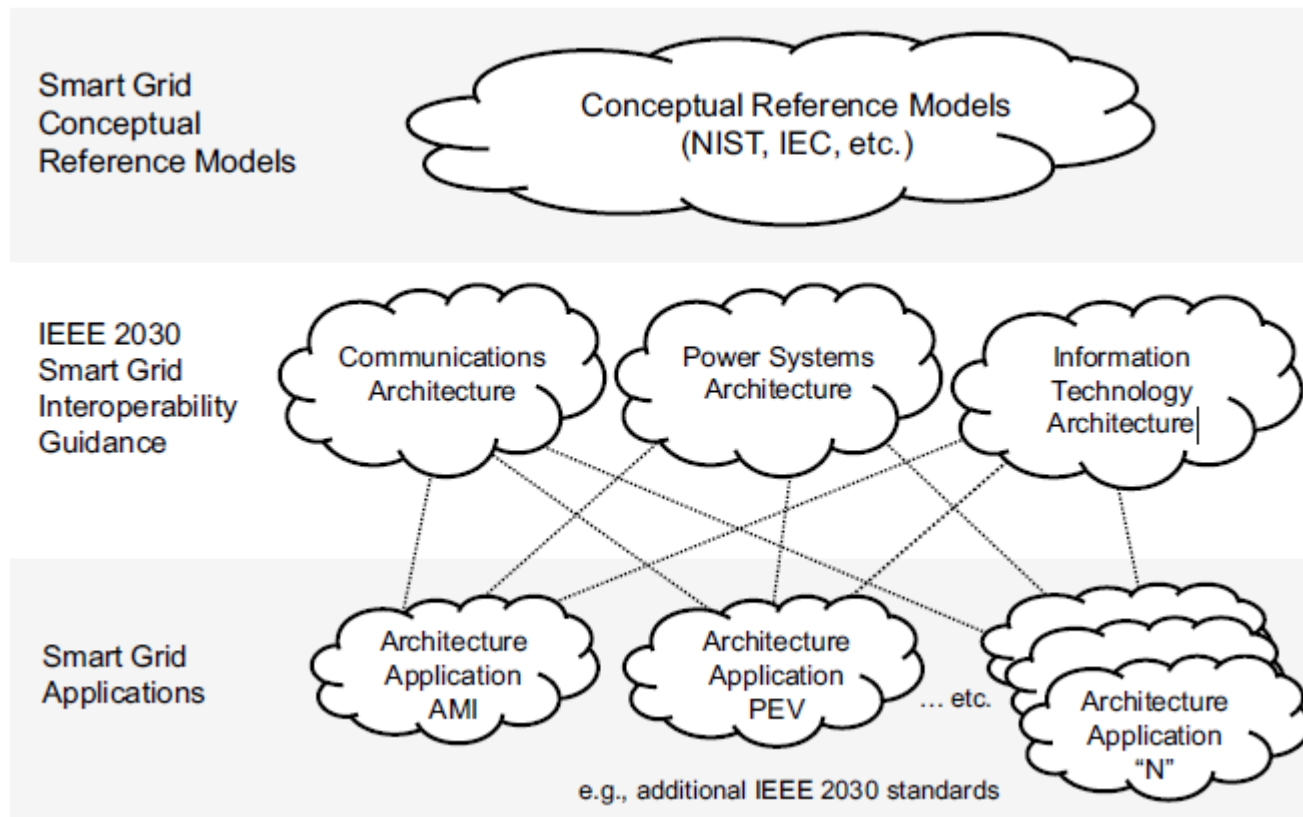 Smart Grid
Conceptual
Reference Models
Conceptual Reference Models
(NIST, IEC, etc.)
IEEE 2030
Smart Grid
Interoperability
Guidance
Communications
Architecture
Power Systems
Architecture
Information
Technology
Architecture
Smart Grid
Applications
Architecture
Application
AMI
Architecture
Application
PEV
... etc.
Architecture
Application
“N”
e.g., additional IEEE 2030 standards